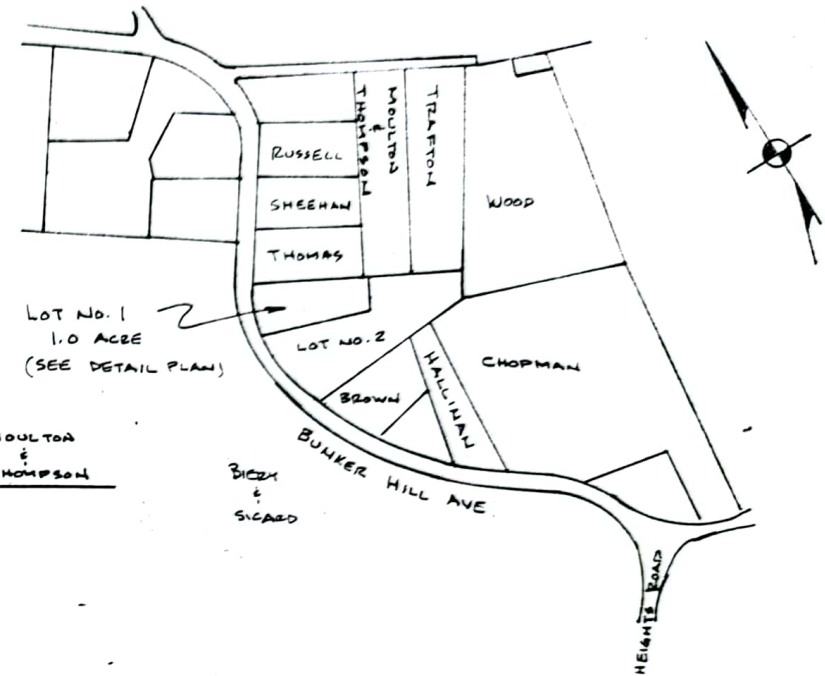 THOMPSON
&
MOULTON
TRAFTON
RUSSELL
SHEEHAN
THOMAS
WOOD
LOT NO. 1
1.0 ACRE
(SEE DETAIL PLAN)
LOT NO. 2
HALLINAN
CHOPMAN
BROWN
BUNKER HILL AVE
OULTON
&
HOMPSON
BIERY
&
SICARD
HEIGHTS ROAD